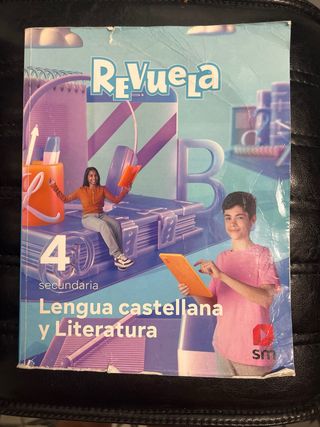 REVUELA
4
secundaria
Lengua castellana
y Literatura
sm